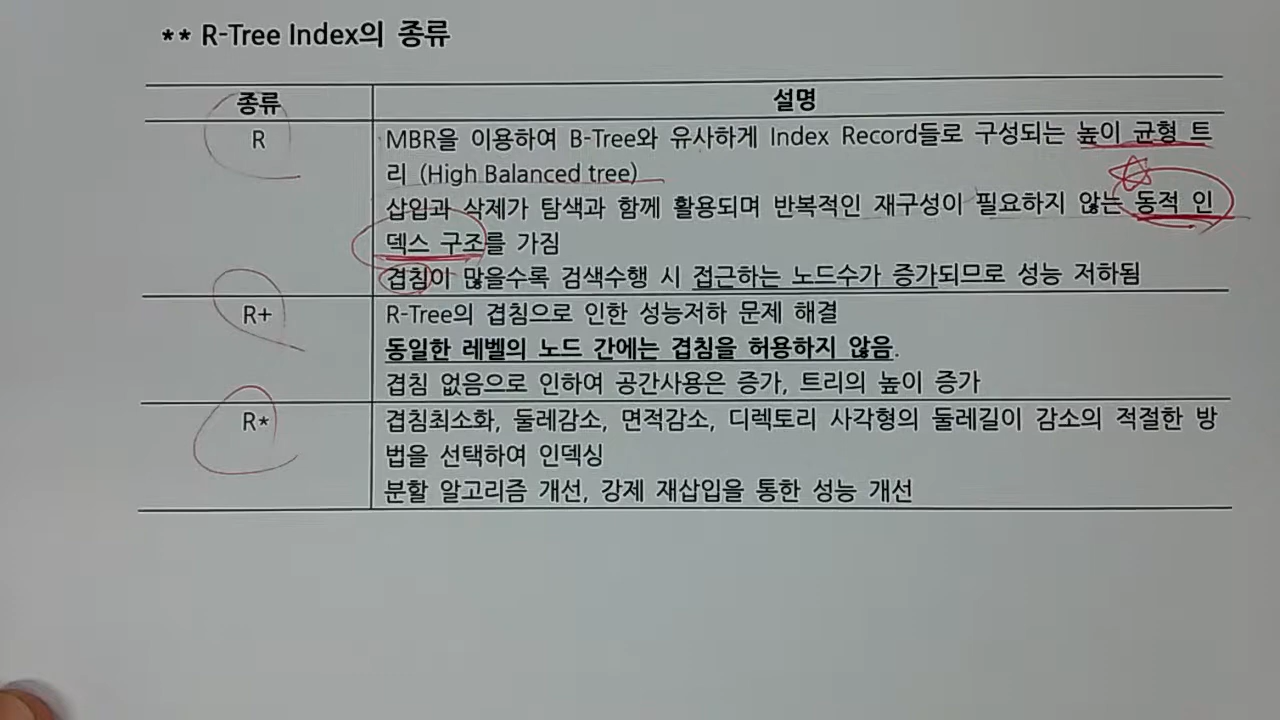 ** R-Tree Index의 종류
종류 설명
R MBR을 이용하여 B-Tree와 유사하게 Index Record들로 구성되는 높이 균형 트
리 (High Balanced tree)
삽입과 삭제가 탐색과 함께 활용되며 반복적인 재구성이 필요하지 않는 동적 인
덱스 구조를 가짐
겹침이 많을수록 검색수행 시 접근하는 노드수가 증가되므로 성능 저하됨
R+ R-Tree의 겹침으로 인한 성능저하 문제 해결
동일한 레벨의 노드 간에는 겹침을 허용하지 않음.
겹침 없음으로 인하여 공간사용은 증가, 트리의 높이 증가
R* 겹침최소화, 둘레감소, 면적감소, 디렉토리 사각형의 둘레길이 감소의 적절한 방
법을 선택하여 인덱싱
분할 알고리즘 개선, 강제 재삽입을 통한 성능 개선